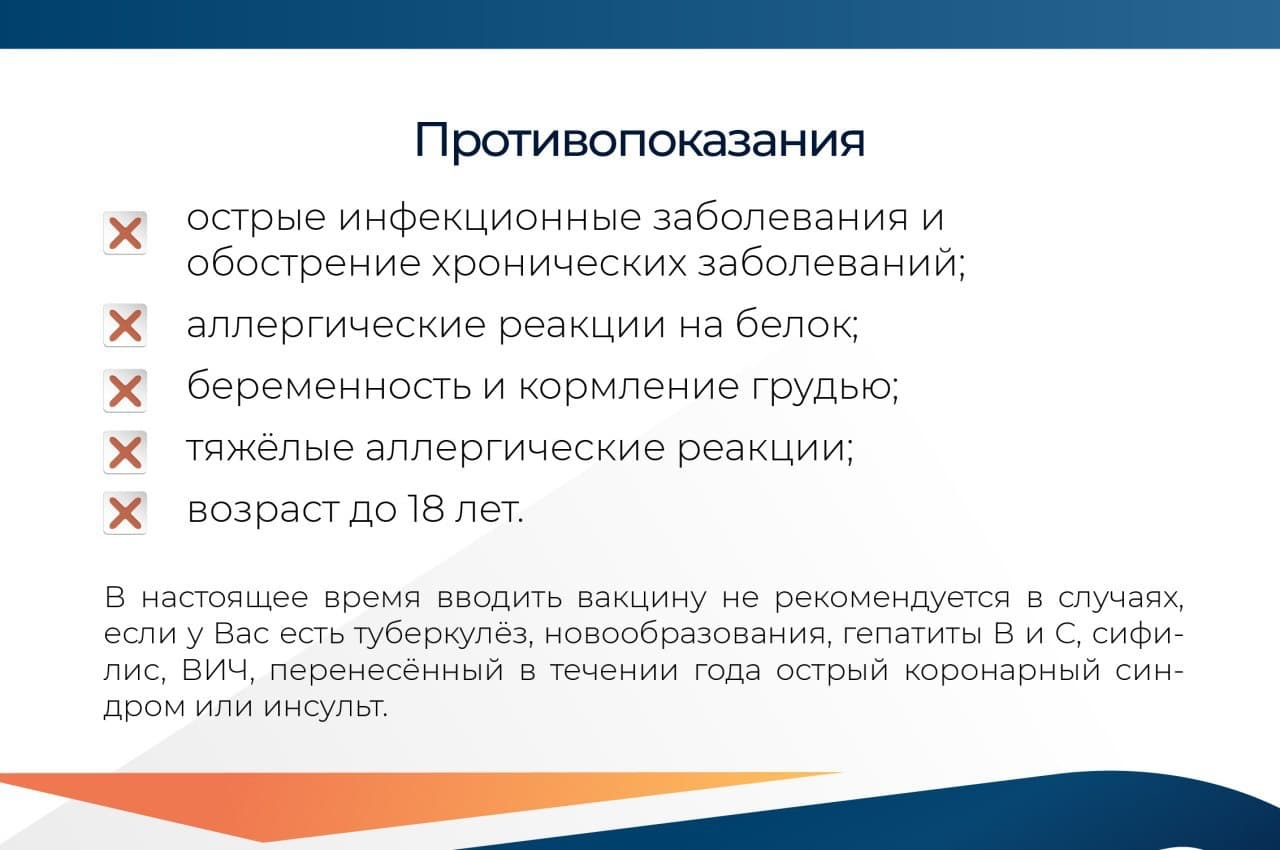 Противопоказания
острые инфекционные заболевания и
обострение хронических заболеваний;
аллергические реакции на белок;
беременность и кормление грудью;
тяжёлые аллергические реакции;
возраст до 18 лет.
В настоящее время вводить вакцину не рекомендуется в случаях,
если у Вас есть туберкулёз, новообразования, гепатиты В и С, сифи-
лис, ВИЧ, перенесённый в течении года острый коронарный син-
дром или инсульт.